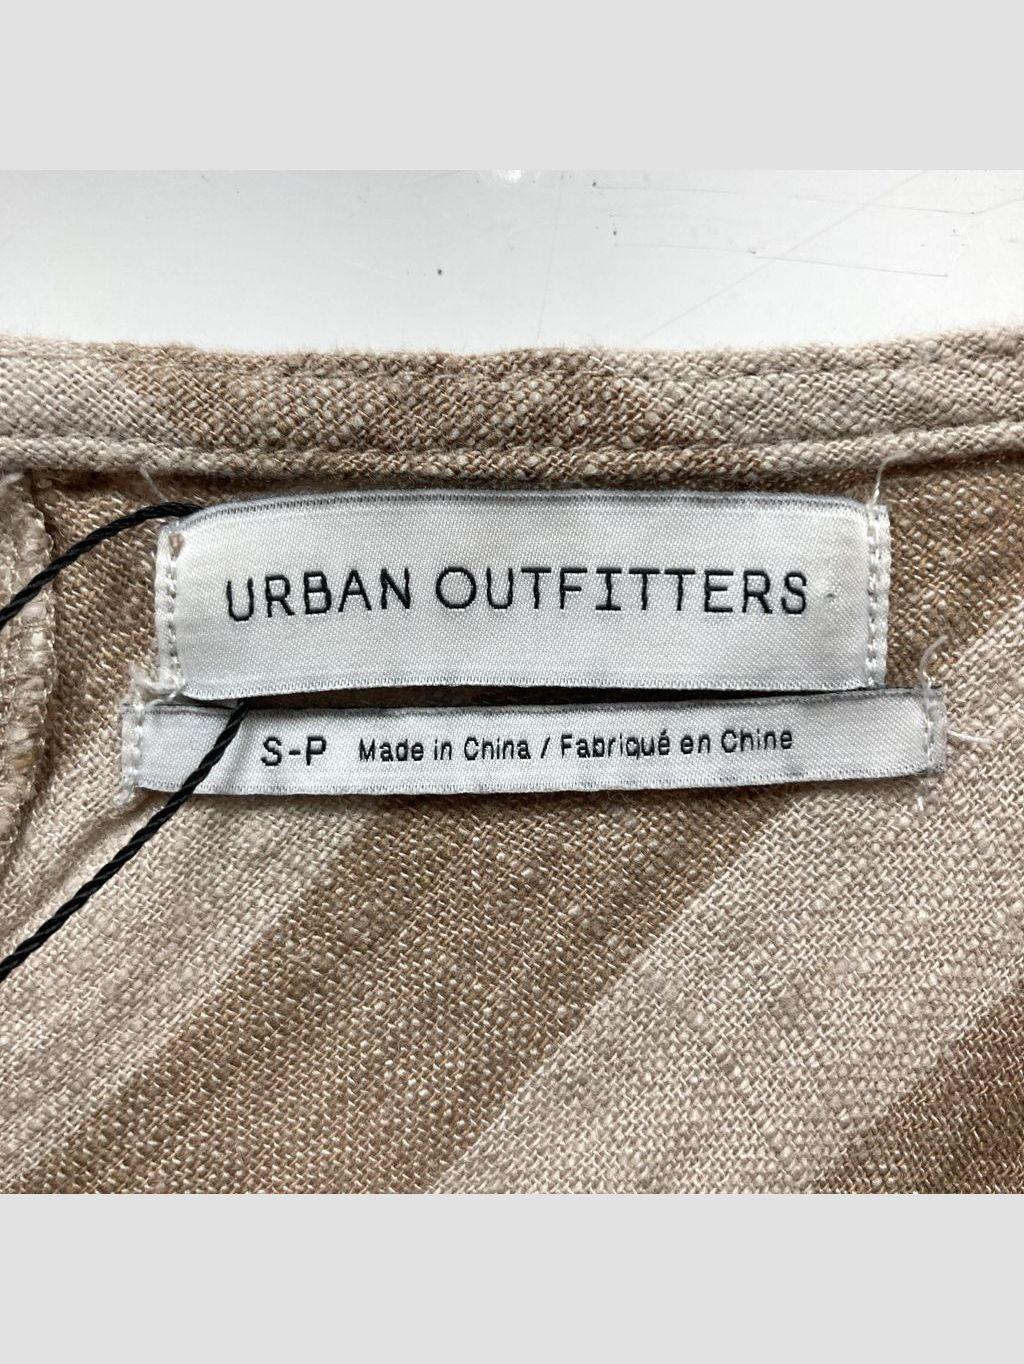 URBAN OUTFITTERS
S-P Made in China / Fabriqué en Chine